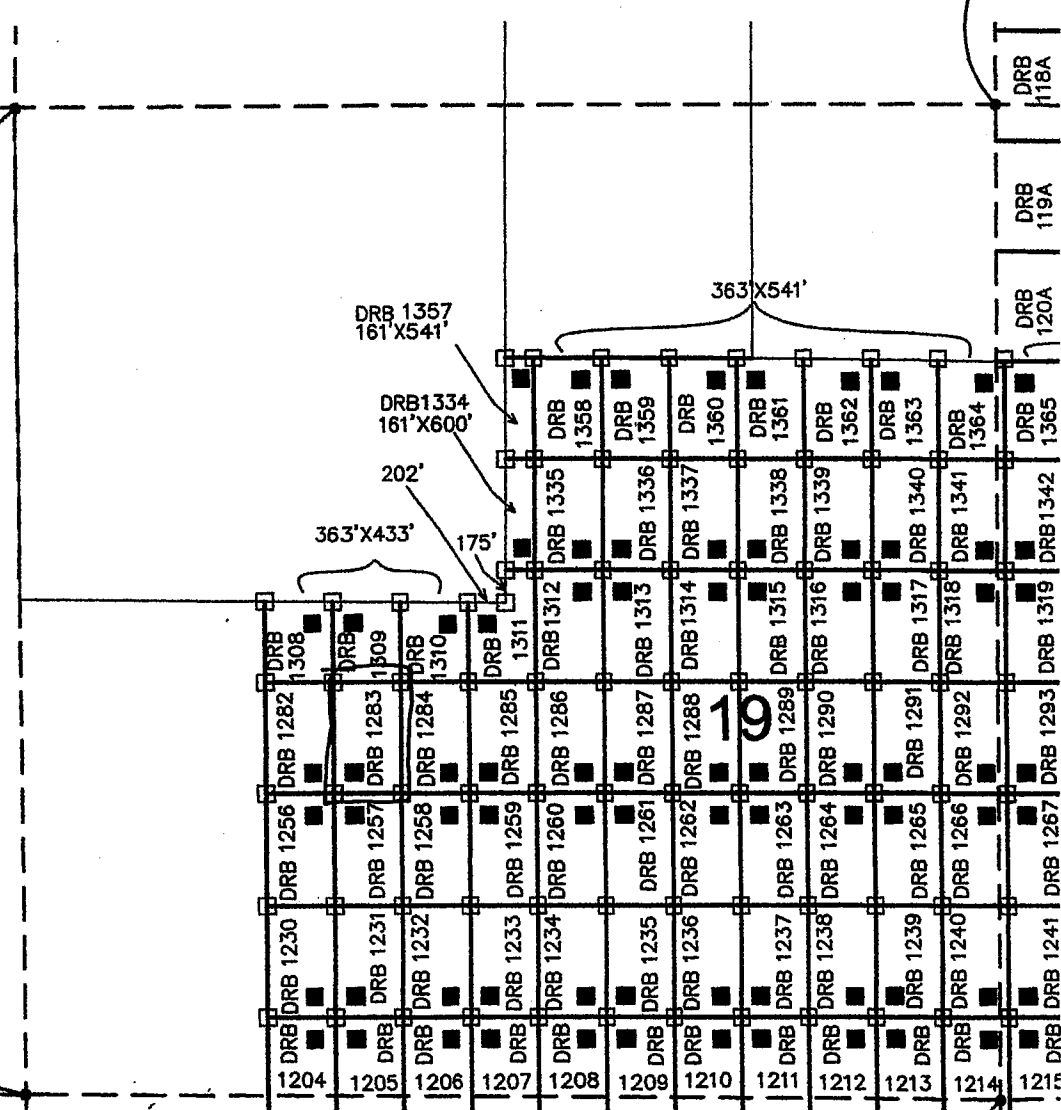 DRB
118A
DRB
119A
DRB
120A
363'X541'
DRB 1357
161'X541'
DRB1334
161'X600'
202'
363'X433'
175'
DRB
1358
DRB
1359
DRB
1360
DRB
1361
DRB
1362
DRB
1363
DRB
1364
DRB
1365
DRB 1335
DRB 1336
DRB 1337
DRB 1338
DRB 1339
DRB 1340
DRB 1341
DRB1342
DRB
1308
DRB
1309
DRB
1310
DRB
1311
DRB1312
DRB 1313
DRB 1314
DRB 1315
DRB 1316
DRB 1317
DRB 1318
DRB 1319
DRB 1282
DRB 1283
DRB 1284
DRB 1285
DRB 1286
DRB 1287
DRB 1288
19
DRB 1289
DRB 1290
DRB 1291
DRB 1292
DRB 1293
DRB 1256
DRB 1257
DRB 1258
DRB 1259
DRB 1260
DRB 1261
DRB 1262
DRB 1263
DRB 1264
DRB 1265
DRB 1266
DRB 1267
DRB 1230
DRB 1231
DRB 1232
DRB 1233
DRB 1234
DRB 1235
DRB 1236
DRB 1237
DRB 1238
DRB 1239
DRB 1240
DRB 1241
DRB
1204
DRB
1205
DRB
1206
DRB
1207
DRB
1208
DRB
1209
DRB
1210
DRB
1211
DRB
1212
DRB
1213
DRB
1214
DRB
1215